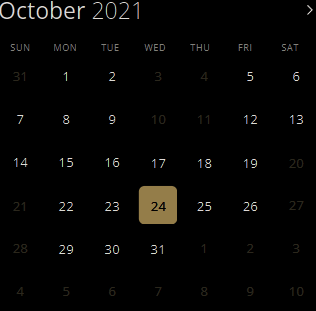 October 2021 >
SUN MON TUE WED THU FRI SAT
31 1 2 3 4 5 6
7 8 9 10 11 12 13
14 15 16 17 18 19 20
21 22 23 24 25 26 27
28 29 30 31 1 2 3
4 5 6 7 8 9 10